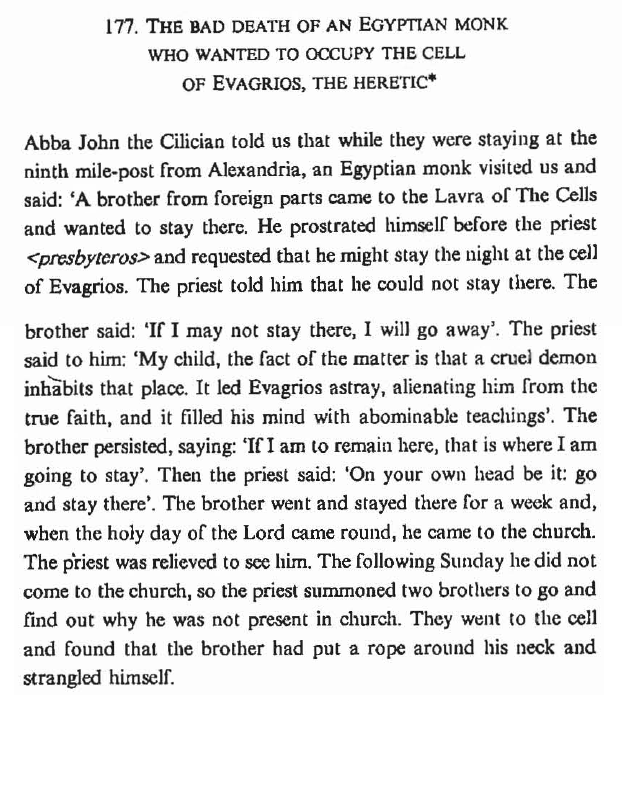 177. THE BAD DEATH OF AN EGYPTIAN MONK
WHO WANTED TO OCCUPY THE CELL
OF EVAGRIOS, THE HERETIC*
Abba John the Cilician told us that while they were staying at the
ninth mile-post from Alexandria, an Egyptian monk visited us and
said: ‘A brother from foreign parts came to the Lavra of The Cells
and wanted to stay there. He prostrated himself before the priest
<presbyteros> and requested that he might stay the night at the cell
of Evagrios. The priest told him that he could not stay there. The
brother said: ‘If I may not stay there, I will go away’. The priest
said to him: ‘My child, the fact of the matter is that a cruel demon
inhabits that place. It led Evagrios astray, alienating him from the
true faith, and it filled his mind with abominable teachings’. The
brother persisted, saying: ‘If I am to remain here, that is where I am
going to stay’. Then the priest said: ‘On your own head be it: go
and stay there’. The brother went and stayed there for a week and,
when the holy day of the Lord came round, he came to the church.
The priest was relieved to see him. The following Sunday he did not
come to the church, so the priest summoned two brothers to go and
find out why he was not present in church. They went to the cell
and found that the brother had put a rope around his neck and
strangled himself.